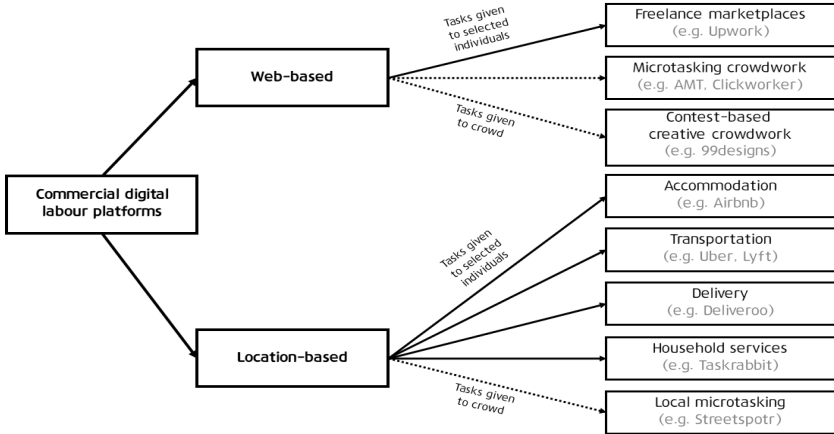 Tasks given
to selected
individuals
Freelance marketplaces
(e.g. Upwork)
Web-based
Microtasking crowdwork
(e.g. AMT, Clickworker)
Tasks given
to crowd
Contest-based
creative crowdwork
(e.g. 99designs)
Commercial digital
labour platforms
Tasks given
to selected
individuals
Accommodation
(e.g. Airbnb)
Transportation
(e.g. Uber, Lyft)
Delivery
(e.g. Deliveroo)
Location-based
Household services
(e.g. Taskrabbit)
Tasks given
to crowd
Local microtasking
(e.g. Streetspotr)